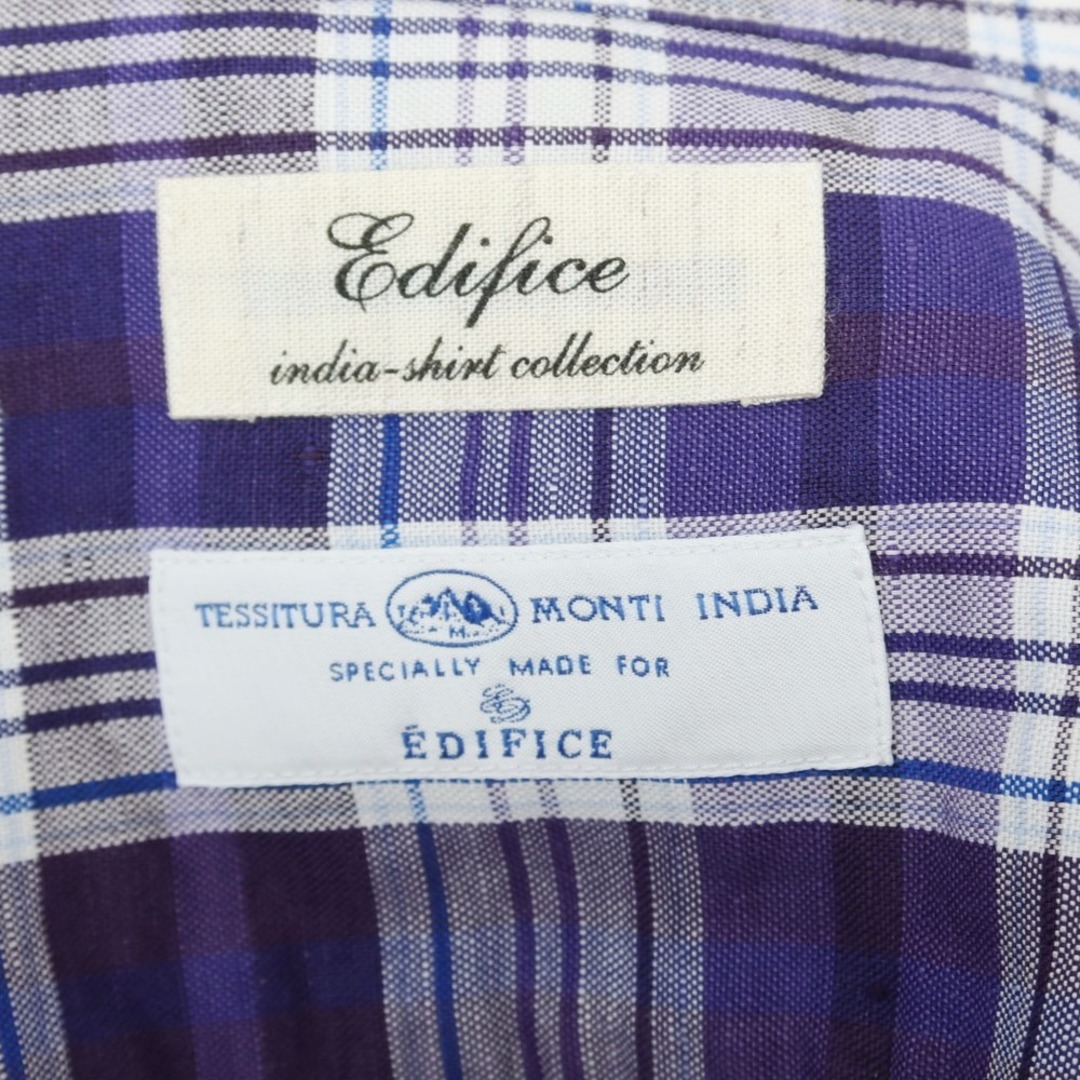 Edifice
india-shirt collection
TESSITURA MONTI INDIA
SPECIALLY MADE FOR
ÉDIFICE